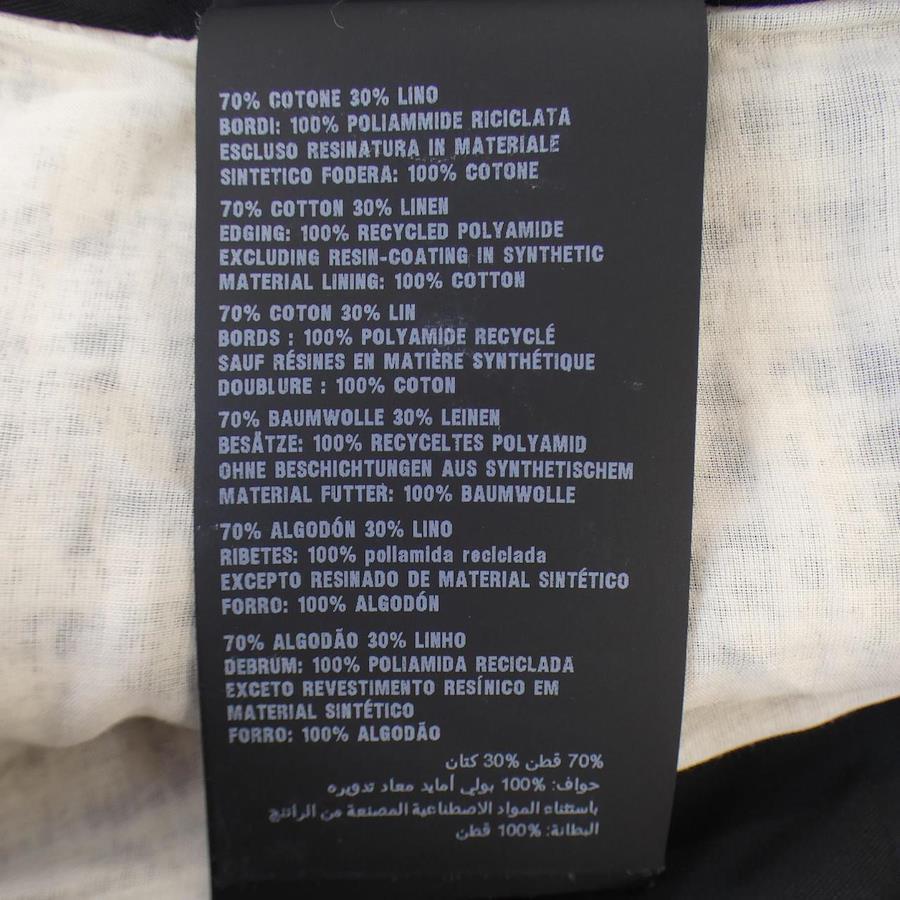 70% COTONE 30% LINO
BORDI: 100% POLIAMMIDE RICICLATA
ESCLUSO RESINATURA IN MATERIALE
SINTETICO FODERA: 100% COTONE
70% COTTON 30% LINEN
EDGING: 100% RECYCLED POLYAMIDE
EXCLUDING RESIN-COATING IN SYNTHETIC
MATERIAL LINING: 100% COTTON
70% COTON 30% LIN
BORDS : 100% POLYAMIDE RECYCLÉ
SAUF RÉSINES EN MATIÈRE SYNTHÉTIQUE
DOUBLURE : 100% COTON
70% BAUMWOLLE 30% LEINEN
BESÄTZE: 100% RECYCELTES POLYAMID
OHNE BESCHICHTUNGEN AUS SYNTHETISCHEM
MATERIAL FUTTER: 100% BAUMWOLLE
70% ALGODÓN 30% LINO
RIBETES: 100% poliamida reciclada
EXCEPTO RESINADO DE MATERIAL SINTÉTICO
FORRO: 100% ALGODÓN
70% ALGODÃO 30% LINHO
DEBRUM: 100% POLIAMIDA RECICLADA
EXCETO REVESTIMENTO RESÍNICO EM
MATERIAL SINTÉTICO
FORRO: 100% ALGODÃO
70% قطن 30% كتان
حواف: 100% بولي أمايد معاد تدويره
باستثناء المواد الاصطناعية المصنعة من الراتنج
البطانة: 100% قطن